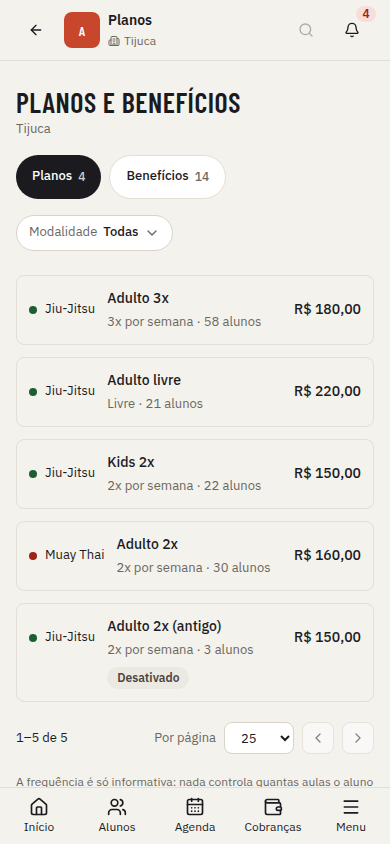 A
Planos
Tijuca
4
PLANOS E BENEFÍCIOS
Tijuca
Planos 4
Benefícios 14
Modalidade Todas
Jiu-Jitsu
Adulto 3x
3x por semana · 58 alunos
R$ 180,00
Jiu-Jitsu
Adulto livre
Livre · 21 alunos
R$ 220,00
Jiu-Jitsu
Kids 2x
2x por semana · 22 alunos
R$ 150,00
Muay Thai
Adulto 2x
2x por semana · 30 alunos
R$ 160,00
Jiu-Jitsu
Adulto 2x (antigo)
2x por semana · 3 alunos
Desativado
R$ 150,00
1–5 de 5
Por página
25
A frequência é só informativa: nada controla quantas aulas o aluno
Início
Alunos
Agenda
Cobranças
Menu